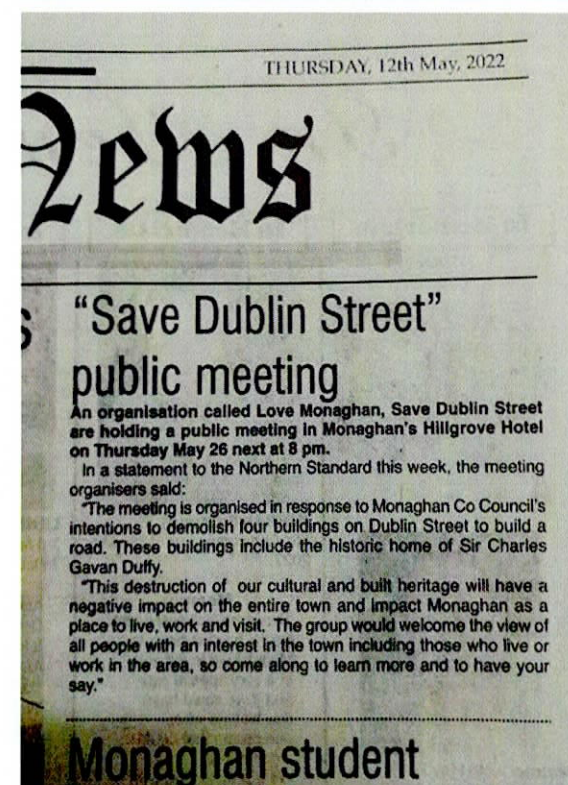 THURSDAY, 12th May, 2022
News
"Save Dublin Street"
public meeting
An organisation called Love Monaghan, Save Dublin Street
are holding a public meeting in Monaghan's Hillgrove Hotel
on Thursday May 26 next at 8 pm.
In a statement to the Northern Standard this week, the meeting
organisers said:
"The meeting is organised in response to Monaghan Co Council's
intentions to demolish four buildings on Dublin Street to build a
road. These buildings include the historic home of Sir Charles
Gavan Duffy.
"This destruction of our cultural and built heritage will have a
negative impact on the entire town and impact Monaghan as a
place to live, work and visit. The group would welcome the view of
all people with an interest in the town including those who live or
work in the area, so come along to learn more and to have your
say."
Monaghan student